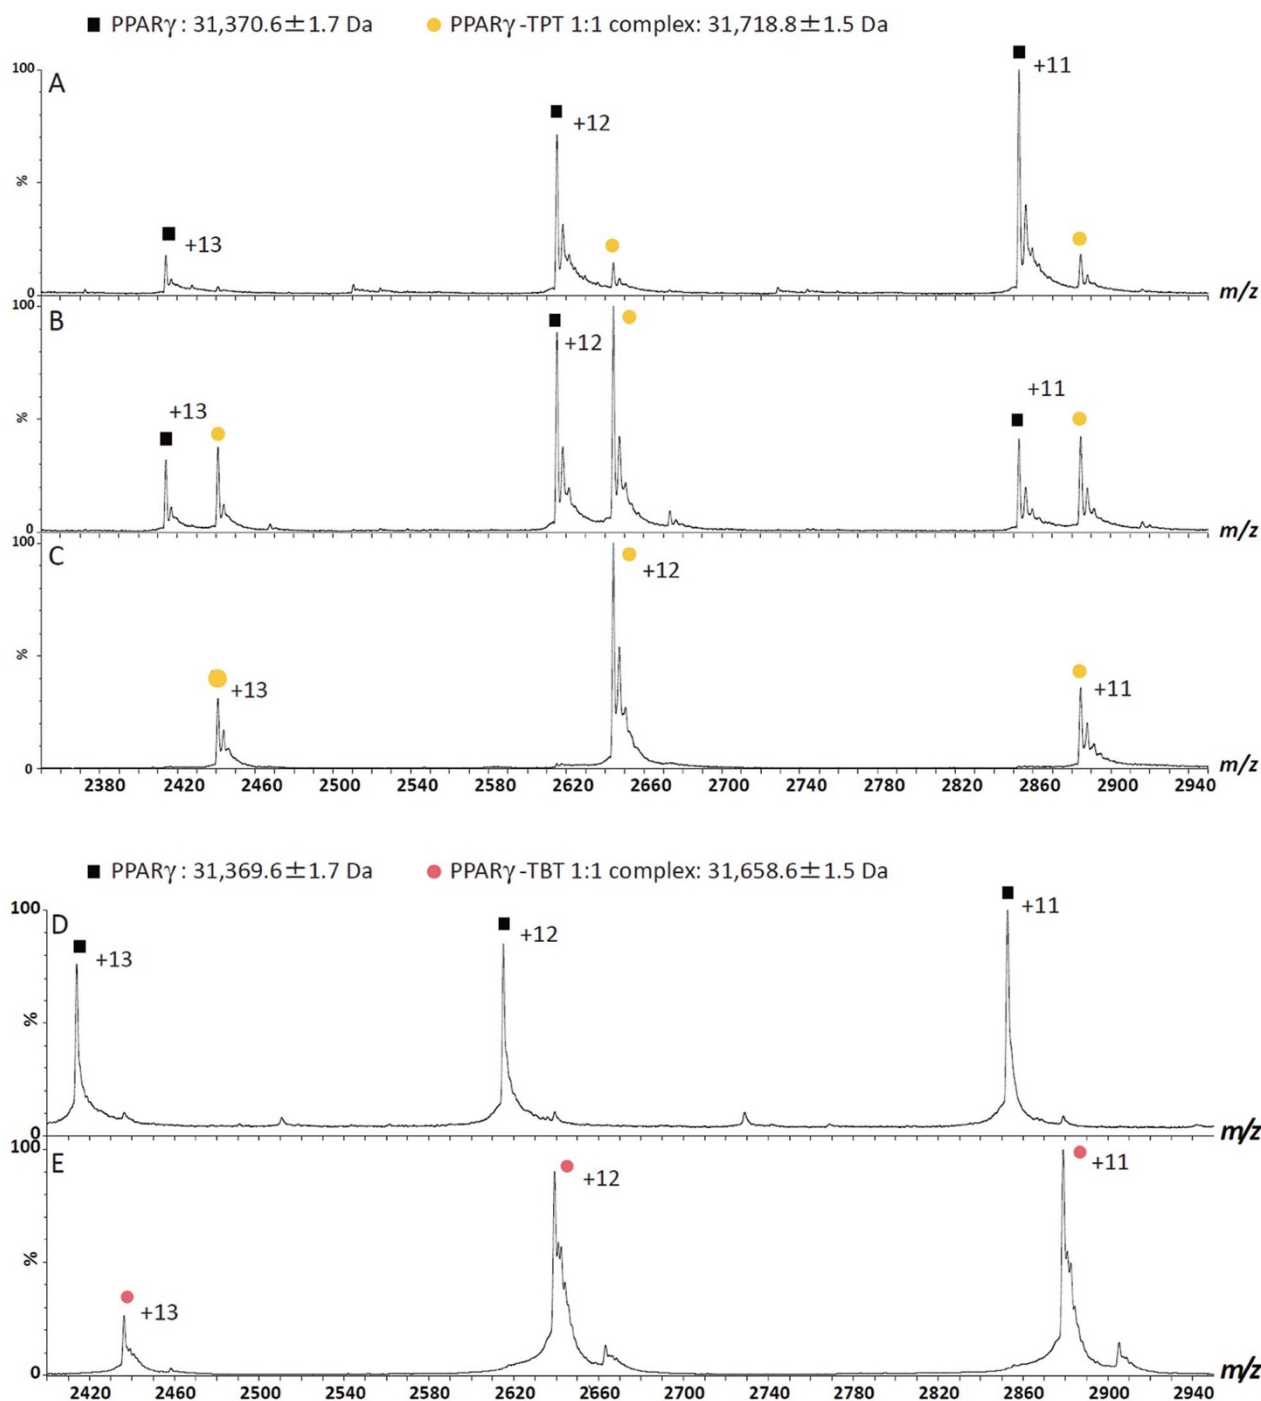 ■ PPARγ : 31,370.6±1.7 Da ● PPARγ-TPT 1:1 complex: 31,718.8±1.5 Da
A
100
%
0
+13
+12
+11
m/z
B
100
%
0
+13
+12
+11
m/z
C
100
%
0
+13
+12
+11
m/z
2380 2420 2460 2500 2540 2580 2620 2660 2700 2740 2780 2820 2860 2900 2940
■ PPARγ : 31,369.6±1.7 Da ● PPARγ-TBT 1:1 complex: 31,658.6±1.5 Da
D
100
%
0
+13
+12
+11
m/z
E
100
%
0
+13
+12
+11
m/z
2420 2460 2500 2540 2580 2620 2660 2700 2740 2780 2820 2860 2900 2940